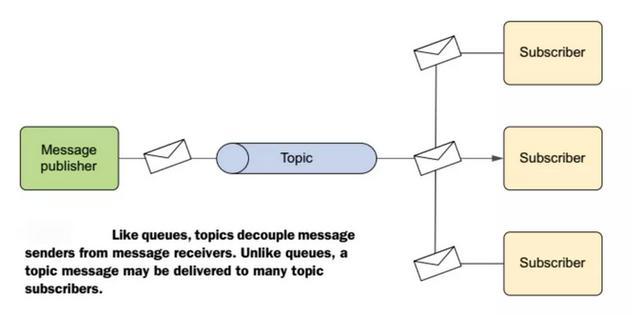 Subscriber
Message
publisher
Topic
Subscriber
Like queues, topics decouple message
senders from message receivers. Unlike queues, a
topic message may be delivered to many topic
subscribers.
Subscriber